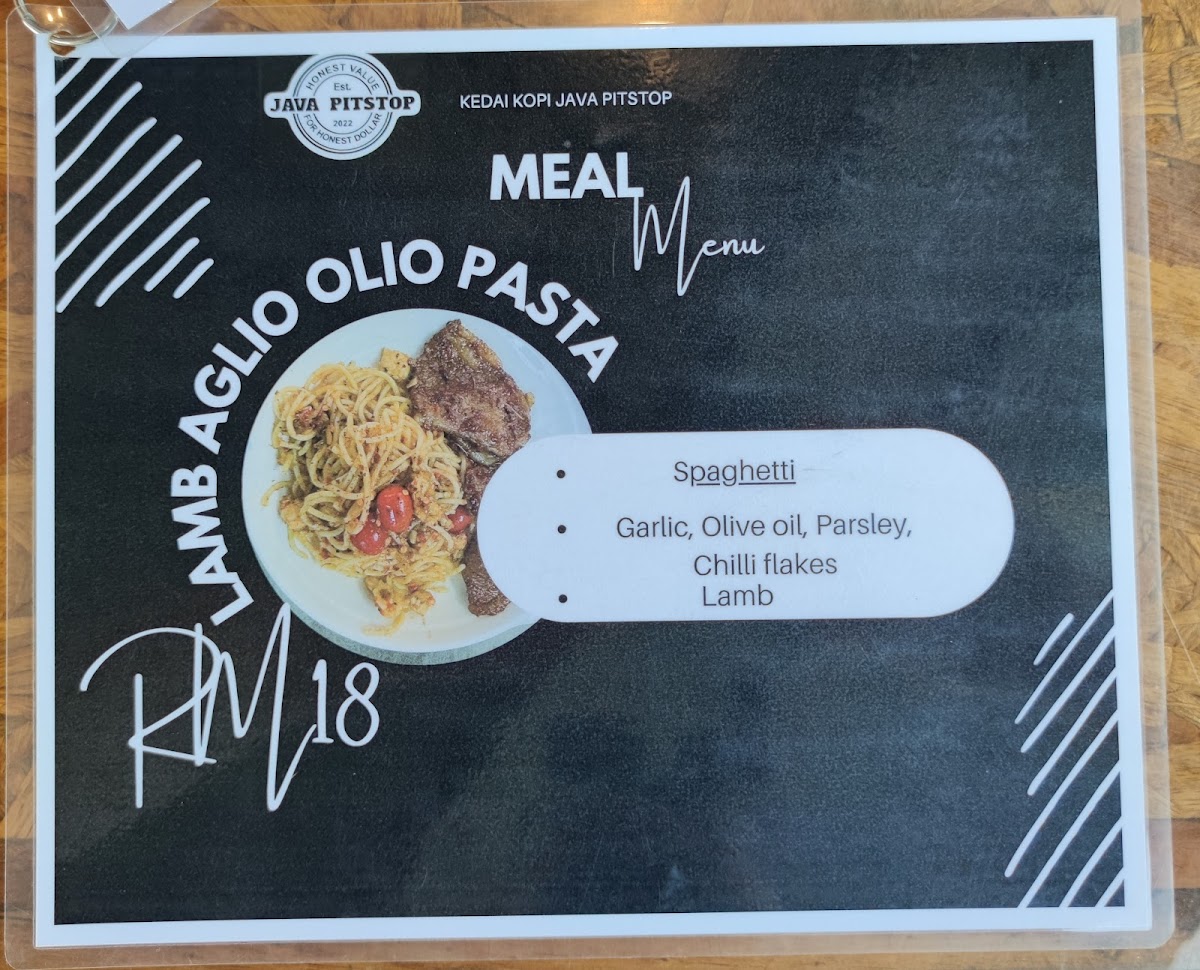 HONEST VALUE
Est.
JAVA PITSTOP
2022
FOR HONEST DOLLAR
KEDAI KOPI JAVA PITSTOP
MEAL
Menu
LAMB AGLIO OLIO PASTA
• Spaghetti
• Garlic, Olive oil, Parsley,
Chilli flakes
• Lamb
RM18